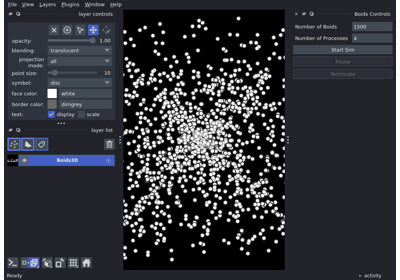 File View Layers Plugins Window Help
layer controls
opacity: 1.00
blending: translucent
projection mode: all
point size: 10
symbol: disc
face color: white
border color: dimgrey
text: display scale
layer list
Boids3D
Ready
activity
Boids Controls
Number of Boids 1500
Number of Processes 4
Start Sim
Pause
Terminate